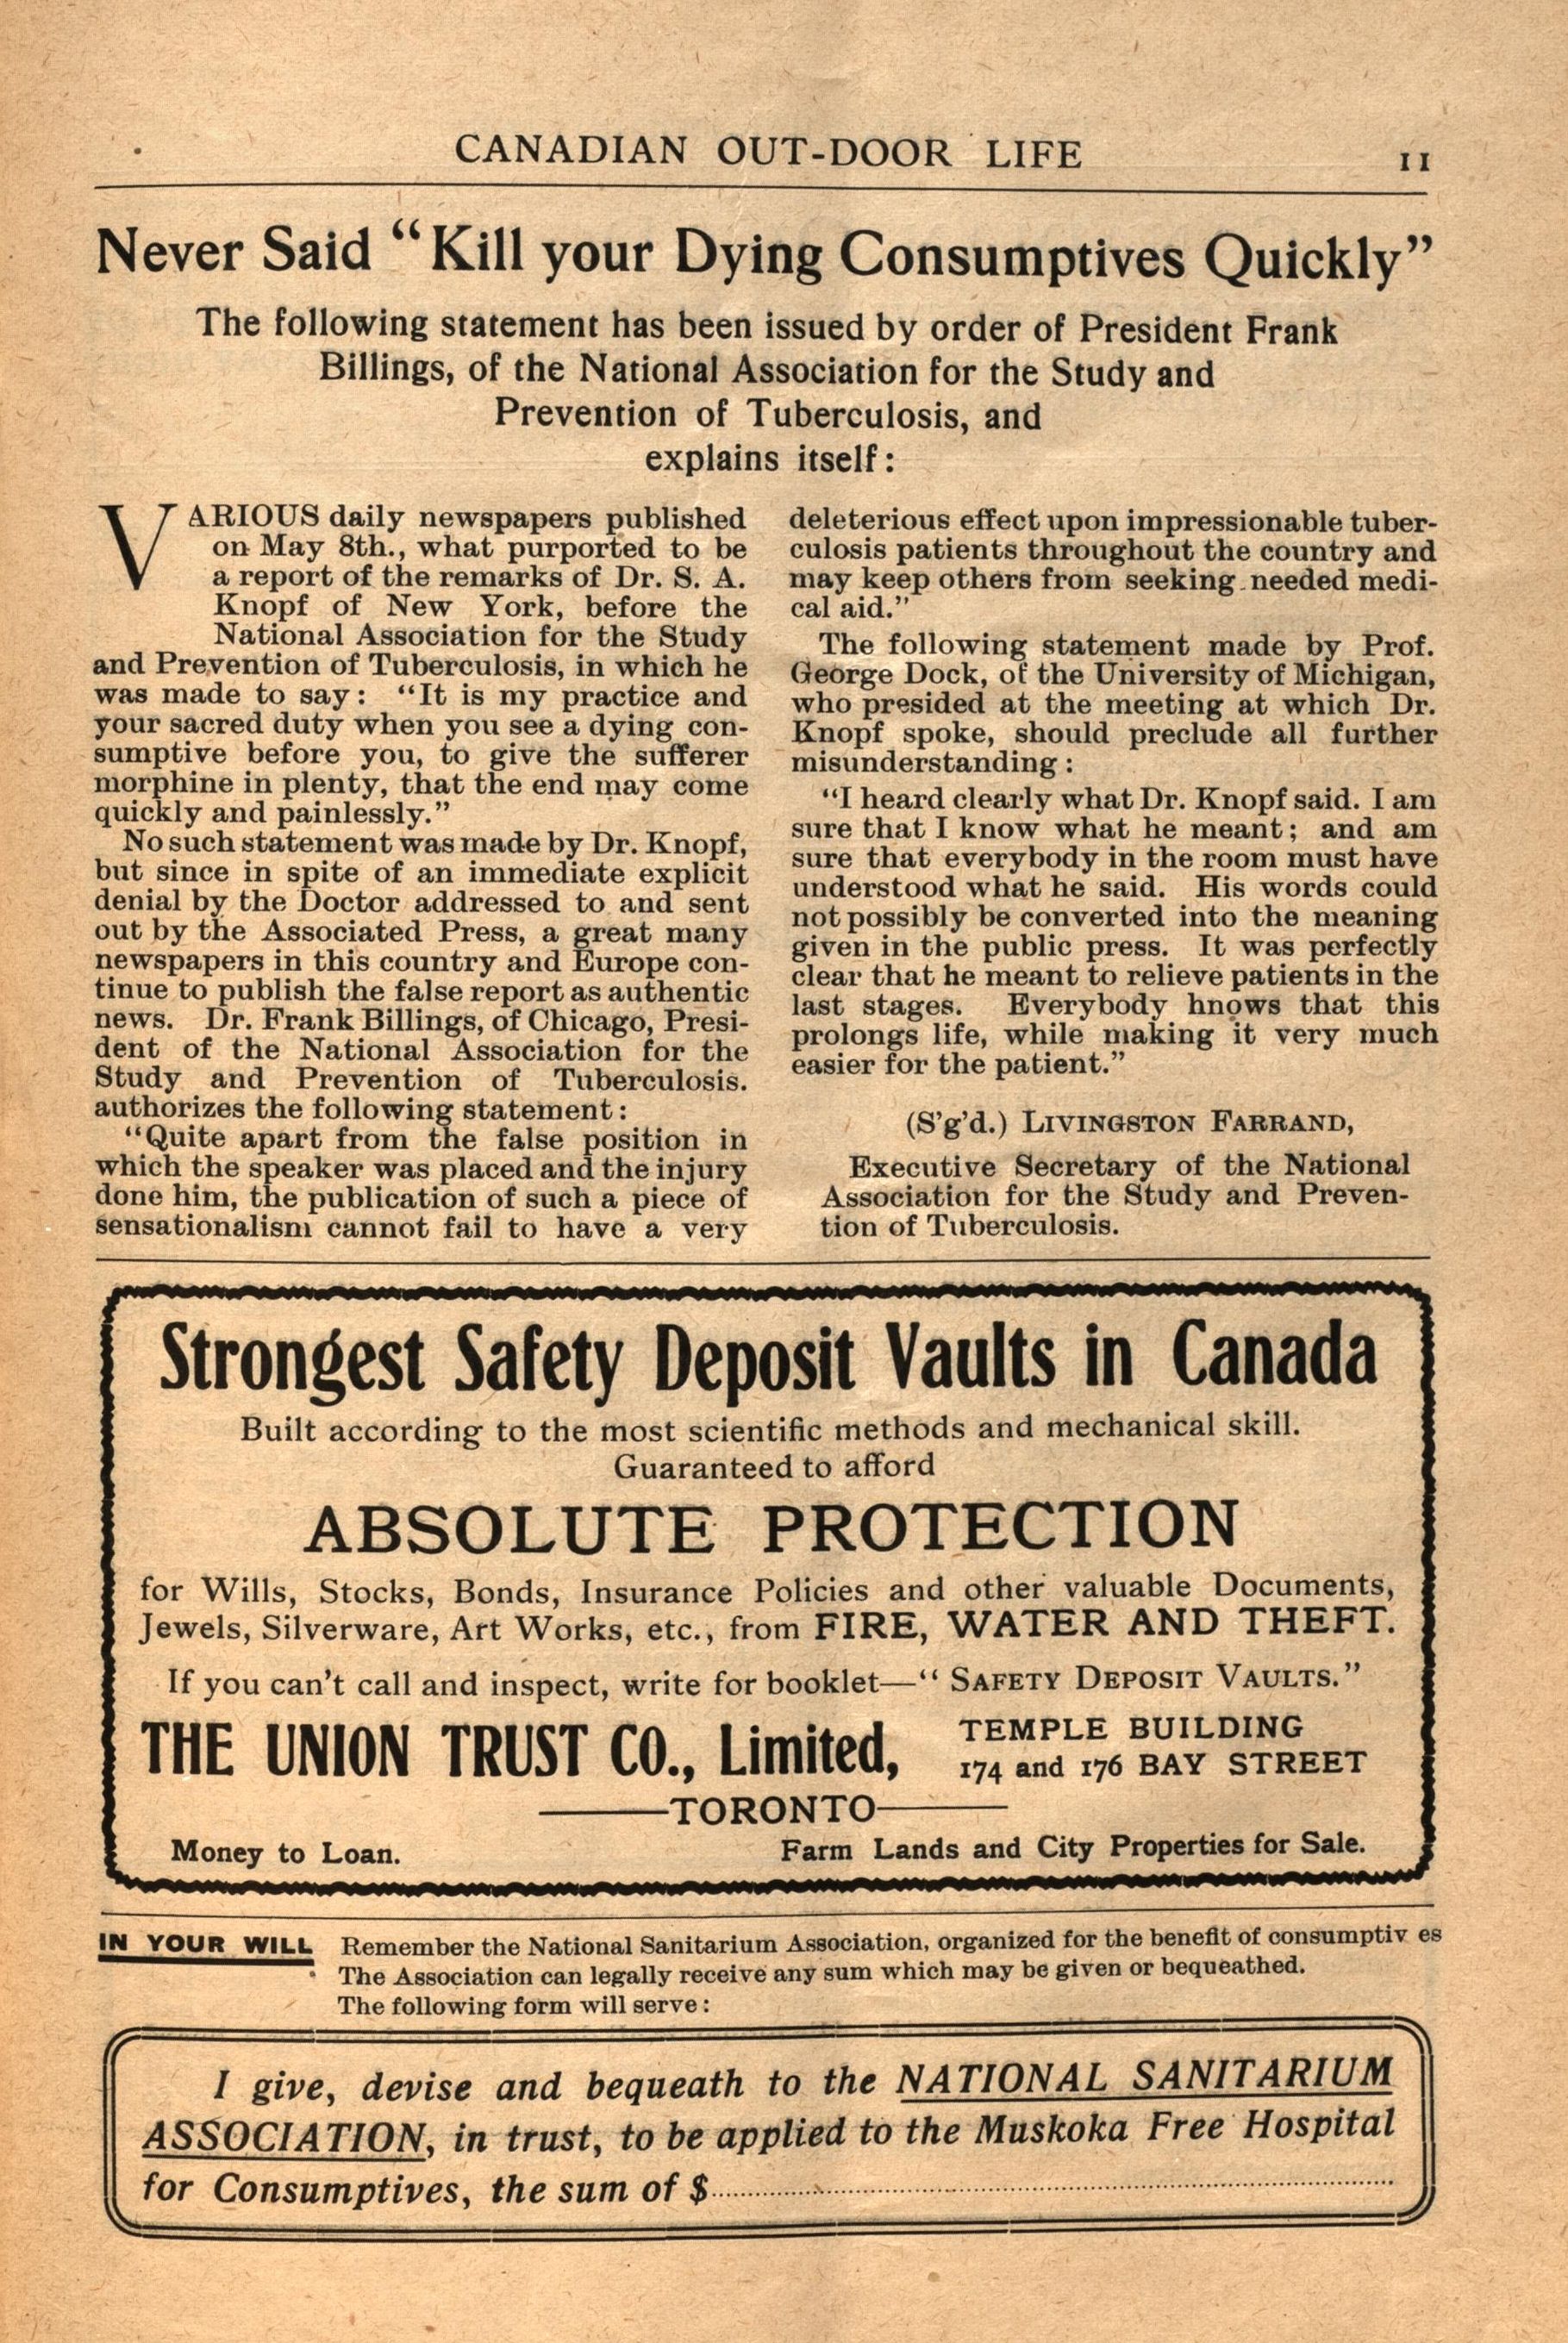 CANADIAN OUT-DOOR LIFE 11
Never Said "Kill your Dying Consumptives Quickly"
The following statement has been issued by order of President Frank
Billings, of the National Association for the Study and
Prevention of Tuberculosis, and
explains itself:
VARIOUS daily newspapers published
on May 8th., what purported to be
a report of the remarks of Dr. S. A.
Knopf of New York, before the
National Association for the Study
and Prevention of Tuberculosis, in which he
was made to say: "It is my practice and
your sacred duty when you see a dying con-
sumptive before you, to give the sufferer
morphine in plenty, that the end may come
quickly and painlessly."
No such statement was made by Dr. Knopf,
but since in spite of an immediate explicit
denial by the Doctor addressed to and sent
out by the Associated Press, a great many
newspapers in this country and Europe con-
tinue to publish the false report as authentic
news. Dr. Frank Billings, of Chicago, Presi-
dent of the National Association for the
Study and Prevention of Tuberculosis.
authorizes the following statement:
"Quite apart from the false position in
which the speaker was placed and the injury
done him, the publication of such a piece of
sensationalism cannot fail to have a very
deleterious effect upon impressionable tuber-
culosis patients throughout the country and
may keep others from seeking needed medi-
cal aid."
The following statement made by Prof.
George Dock, of the University of Michigan,
who presided at the meeting at which Dr.
Knopf spoke, should preclude all further
misunderstanding:
"I heard clearly what Dr. Knopf said. I am
sure that I know what he meant; and am
sure that everybody in the room must have
understood what he said. His words could
not possibly be converted into the meaning
given in the public press. It was perfectly
clear that he meant to relieve patients in the
last stages. Everybody hnows that this
prolongs life, while making it very much
easier for the patient."
(S'g'd.) LIVINGSTON FARRAND,
Executive Secretary of the National
Association for the Study and Preven-
tion of Tuberculosis.
Strongest Safety Deposit Vaults in Canada
Built according to the most scientific methods and mechanical skill.
Guaranteed to afford
ABSOLUTE PROTECTION
for Wills, Stocks, Bonds, Insurance Policies and other valuable Documents,
Jewels, Silverware, Art Works, etc., from FIRE, WATER AND THEFT.
If you can't call and inspect, write for booklet—" SAFETY DEPOSIT VAULTS."
THE UNION TRUST CO., Limited,
TEMPLE BUILDING
174 and 176 BAY STREET
TORONTO
Money to Loan. Farm Lands and City Properties for Sale.
IN YOUR WILL Remember the National Sanitarium Association, organized for the benefit of consumptiv es
The Association can legally receive any sum which may be given or bequeathed.
The following form will serve:
I give, devise and bequeath to the NATIONAL SANITARIUM
ASSOCIATION, in trust, to be applied to the Muskoka Free Hospital
for Consumptives, the sum of $